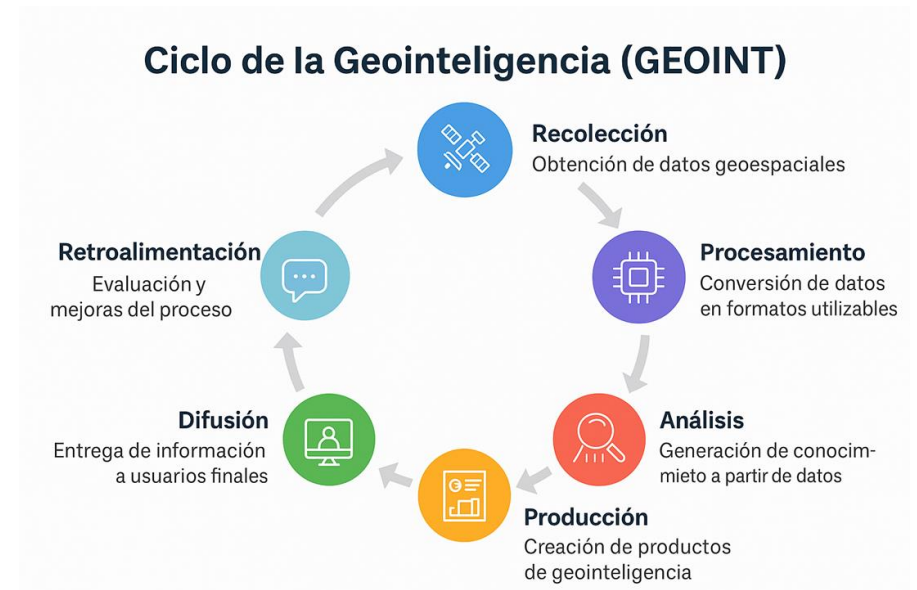 Ciclo de la Geointeligencia (GEOINT)
Recolección
Obtención de datos geoespaciales
Procesamiento
Conversión de datos
en formatos utilizables
Análisis
Generación de conocim-
mieto a partir de datos
Producción
Creación de productos
de geointeligencia
Difusión
Entrega de información
a usuarios finales
Retroalimentación
Evaluación y
mejoras del proceso